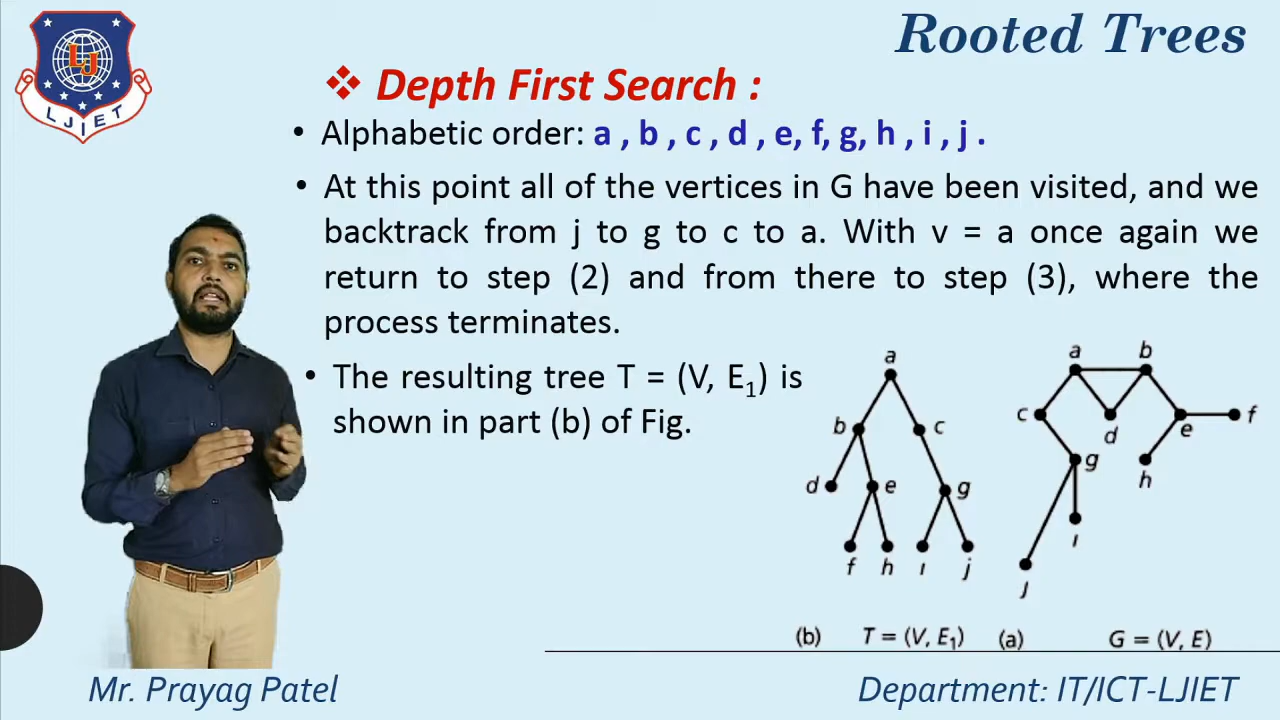 Rooted Trees
LJ
LJIET
❖ Depth First Search :
• Alphabetic order: a , b , c , d , e, f, g, h , i , j .
• At this point all of the vertices in G have been visited, and we
backtrack from j to g to c to a. With v = a once again we
return to step (2) and from there to step (3), where the
process terminates.
• The resulting tree T = (V, E₁) is
shown in part (b) of Fig.
a
b
c
d
e
g
f
h
i
j
a
b
c
d
e
f
g
h
i
j
(b) T = (V, E₁)
(a) G = (V, E)
Mr. Prayag Patel
Department: IT/ICT-LJIET